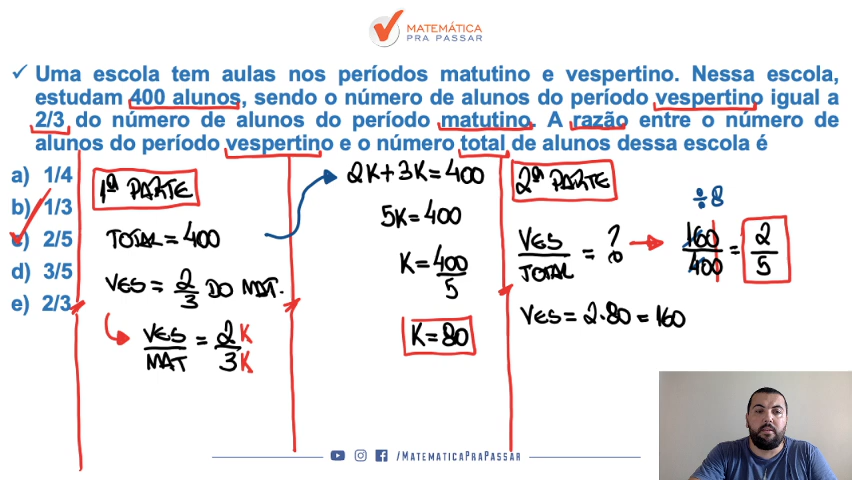 MATEMÁTICA
PRA PASSAR
✓ Uma escola tem aulas nos períodos matutino e vespertino. Nessa escola,
estudam 400 alunos, sendo o número de alunos do período vespertino igual a
2/3 do número de alunos do período matutino. A razão entre o número de
alunos do período vespertino e o número total de alunos dessa escola é
a) 1/4
b) 1/3
c) 2/5
d) 3/5
e) 2/3
1ª PARTE
TOTAL = 400
VES = 2/3 DO MAT.
VES/MAT = 2K/3K
2K + 3K = 400
5K = 400
K = 400/5
K = 80
2ª PARTE
VES/TOTAL = ?
÷8
160/400 = 2/5
VES = 2.80 = 160
/MATEMATICAPRAPASSAR